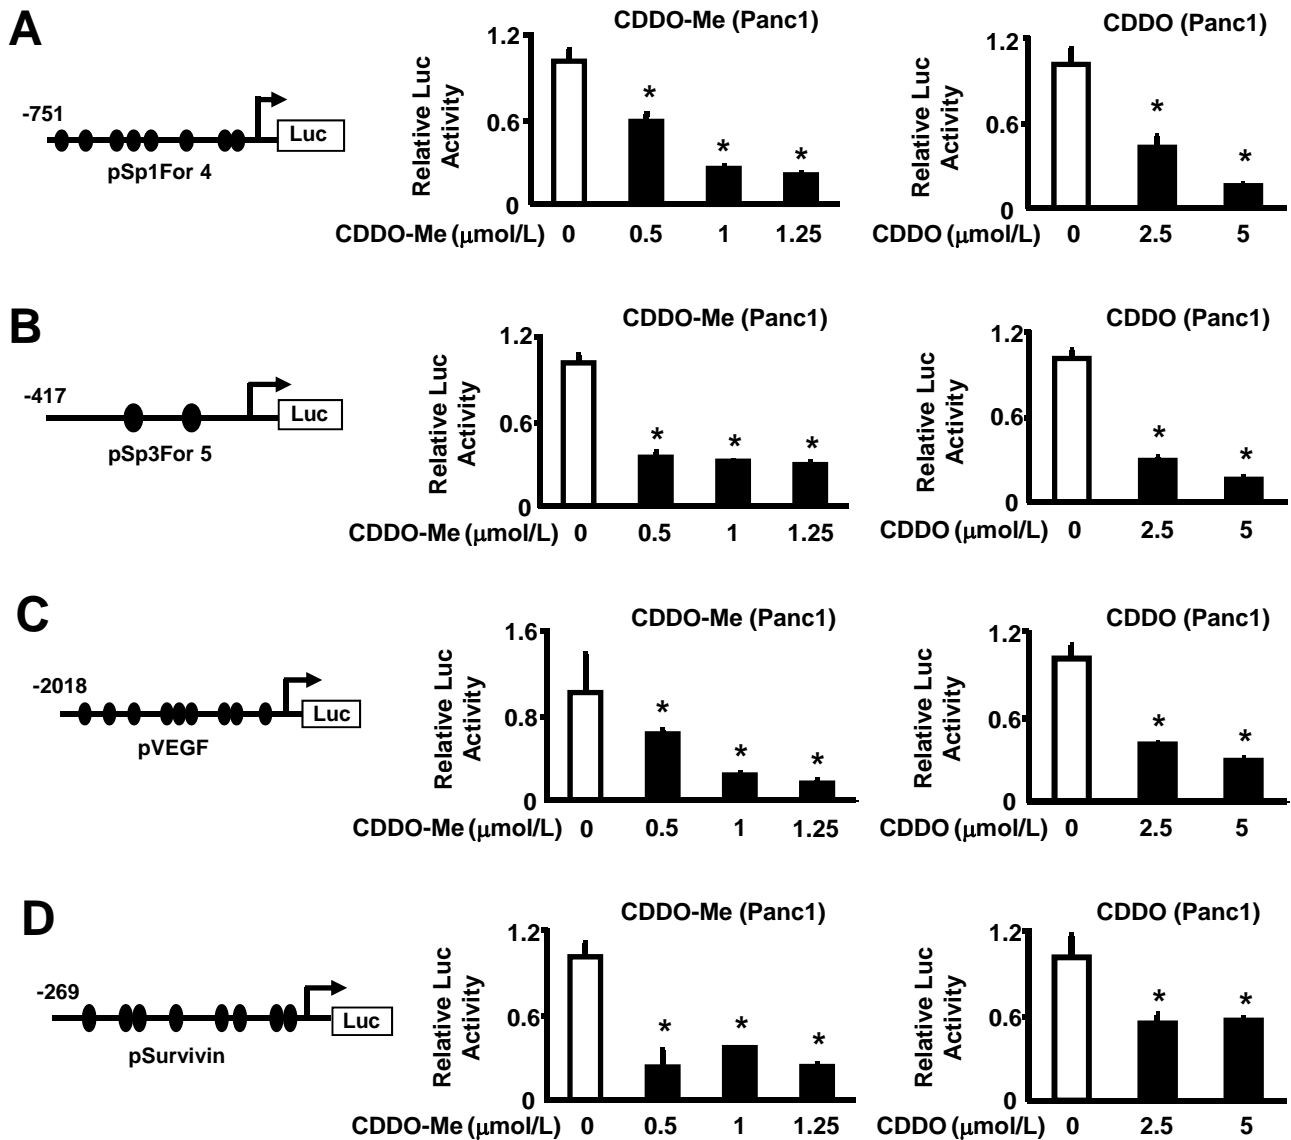 A
-751
Luc
pSp1For 4
CDDO-Me (Panc1)
Relative Luc
Activity
1.2
0.6
0
* * *
CDDO-Me (μmol/L) 0 0.5 1 1.25
CDDO (Panc1)
Relative Luc
Activity
1.2
0.6
0
* *
CDDO (μmol/L) 0 2.5 5
B
-417
Luc
pSp3For 5
CDDO-Me (Panc1)
Relative Luc
Activity
1.2
0.6
0
* * *
CDDO-Me (μmol/L) 0 0.5 1 1.25
CDDO (Panc1)
Relative Luc
Activity
1.2
0.6
0
* *
CDDO (μmol/L) 0 2.5 5
C
-2018
Luc
pVEGF
CDDO-Me (Panc1)
Relative Luc
Activity
1.6
0.8
0
* * *
CDDO-Me (μmol/L) 0 0.5 1 1.25
CDDO (Panc1)
Relative Luc
Activity
1.2
0.6
0
* *
CDDO (μmol/L) 0 2.5 5
D
-269
Luc
pSurvivin
CDDO-Me (Panc1)
Relative Luc
Activity
1.2
0.6
0
* * *
CDDO-Me (μmol/L) 0 0.5 1 1.25
CDDO (Panc1)
Relative Luc
Activity
1.2
0.6
0
* *
CDDO (μmol/L) 0 2.5 5